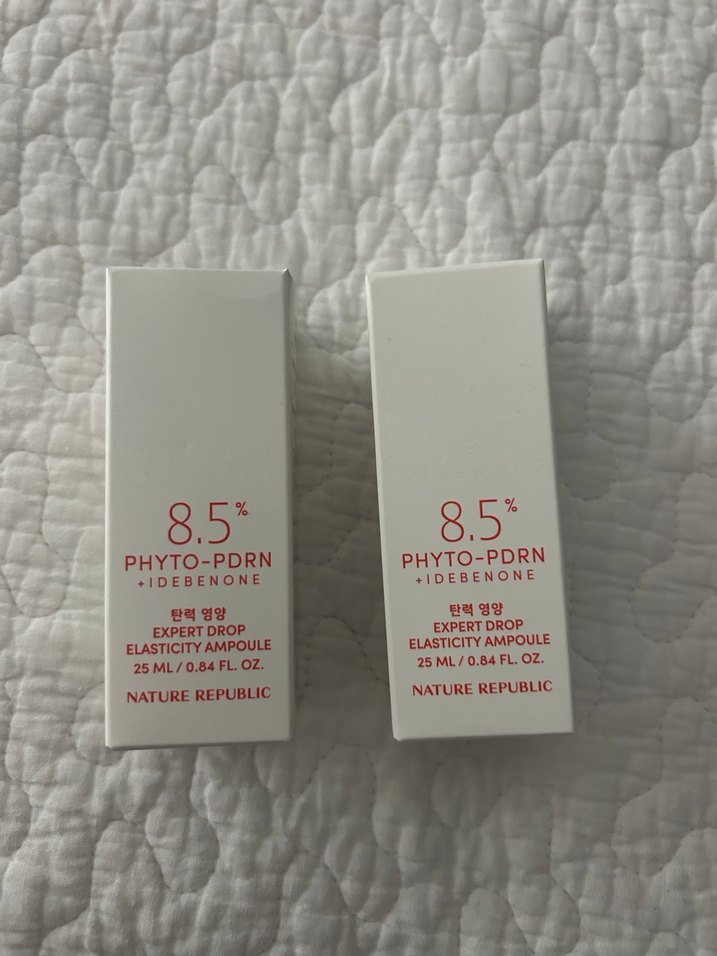 8.5%
PHYTO-PDRN
+IDEBENONE
탄력 영양
EXPERT DROP
ELASTICITY AMPOULE
25 ML / 0.84 FL. OZ.
NATURE REPUBLIC
8.5%
PHYTO-PDRN
+IDEBENONE
탄력 영양
EXPERT DROP
ELASTICITY AMPOULE
25 ML / 0.84 FL. OZ.
NATURE REPUBLIC